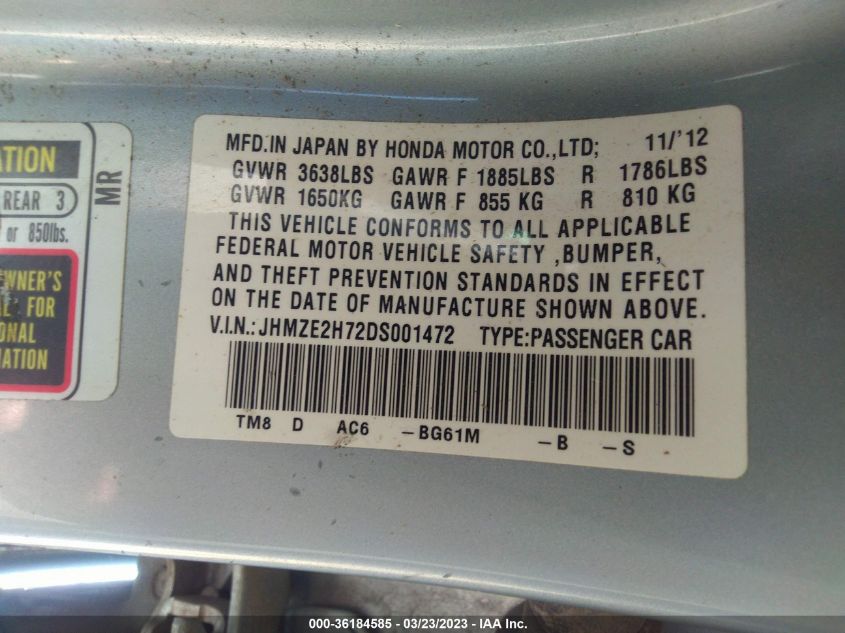 ATION
REAR 3
or 850lbs.
WNER'S
FOR
ONAL
ATION
MR
MFD.IN JAPAN BY HONDA MOTOR CO.,LTD; 11/'12
GVWR 3638LBS GAWR F 1885LBS R 1786LBS
GVWR 1650KG GAWR F 855 KG R 810 KG
THIS VEHICLE CONFORMS TO ALL APPLICABLE
FEDERAL MOTOR VEHICLE SAFETY ,BUMPER,
AND THEFT PREVENTION STANDARDS IN EFFECT
ON THE DATE OF MANUFACTURE SHOWN ABOVE.
V.I.N.:JHMZE2H72DS001472 TYPE:PASSENGER CAR
TM8 D AC6 -BG61M -B -S
000-36184585 - 03/23/2023 - IAA Inc.